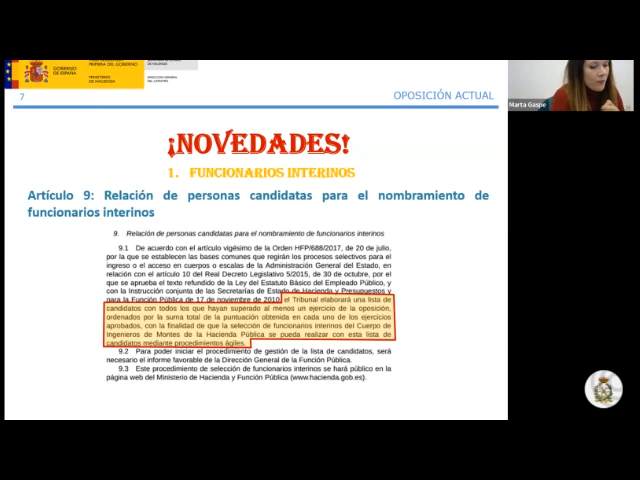 GOBIERNO
DE ESPAÑA
PRIMERA DEL GOBIERNO
MINISTERIO
DE HACIENDA
DE HACIENDA
DIRECCIÓN GENERAL
DEL CATASTRO
7
OPOSICIÓN ACTUAL
Marta Gaspe
¡NOVEDADES!
1. FUNCIONARIOS INTERINOS
Artículo 9: Relación de personas candidatas para el nombramiento de
funcionarios interinos
9. Relación de personas candidatas para el nombramiento de funcionarios interinos
9.1 De acuerdo con el artículo vigésimo de la Orden HFP/688/2017, de 20 de julio,
por la que se establecen las bases comunes que regirán los procesos selectivos para el
ingreso o el acceso en cuerpos o escalas de la Administración General del Estado, en
relación con el artículo 10 del Real Decreto Legislativo 5/2015, de 30 de octubre, por el
que se aprueba el texto refundido de la Ley del Estatuto Básico del Empleado Público, y
con la Instrucción conjunta de las Secretarías de Estado de Hacienda y Presupuestos y
para la Función Pública de 17 de noviembre de 2010, el Tribunal elaborará una lista de
candidatos con todos los que hayan superado al menos un ejercicio de la oposición,
ordenados por la suma total de la puntuación obtenida en cada uno de los ejercicios
aprobados, con la finalidad de que la selección de funcionarios interinos del Cuerpo de
Ingenieros de Montes de la Hacienda Pública se pueda realizar con esta lista de
candidatos mediante procedimientos ágiles.
9.2 Para poder iniciar el procedimiento de gestión de la lista de candidatos, será
necesario el informe favorable de la Dirección General de la Función Pública.
9.3 Este procedimiento de selección de funcionarios interinos se hará público en la
página web del Ministerio de Hacienda y Función Pública (www.hacienda.gob.es).